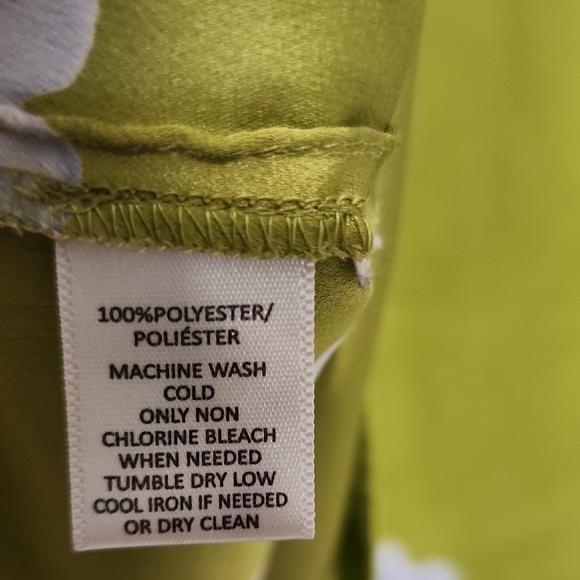 100%POLYESTER/
POLIÉSTER
MACHINE WASH
COLD
ONLY NON
CHLORINE BLEACH
WHEN NEEDED
TUMBLE DRY LOW
COOL IRON IF NEEDED
OR DRY CLEAN